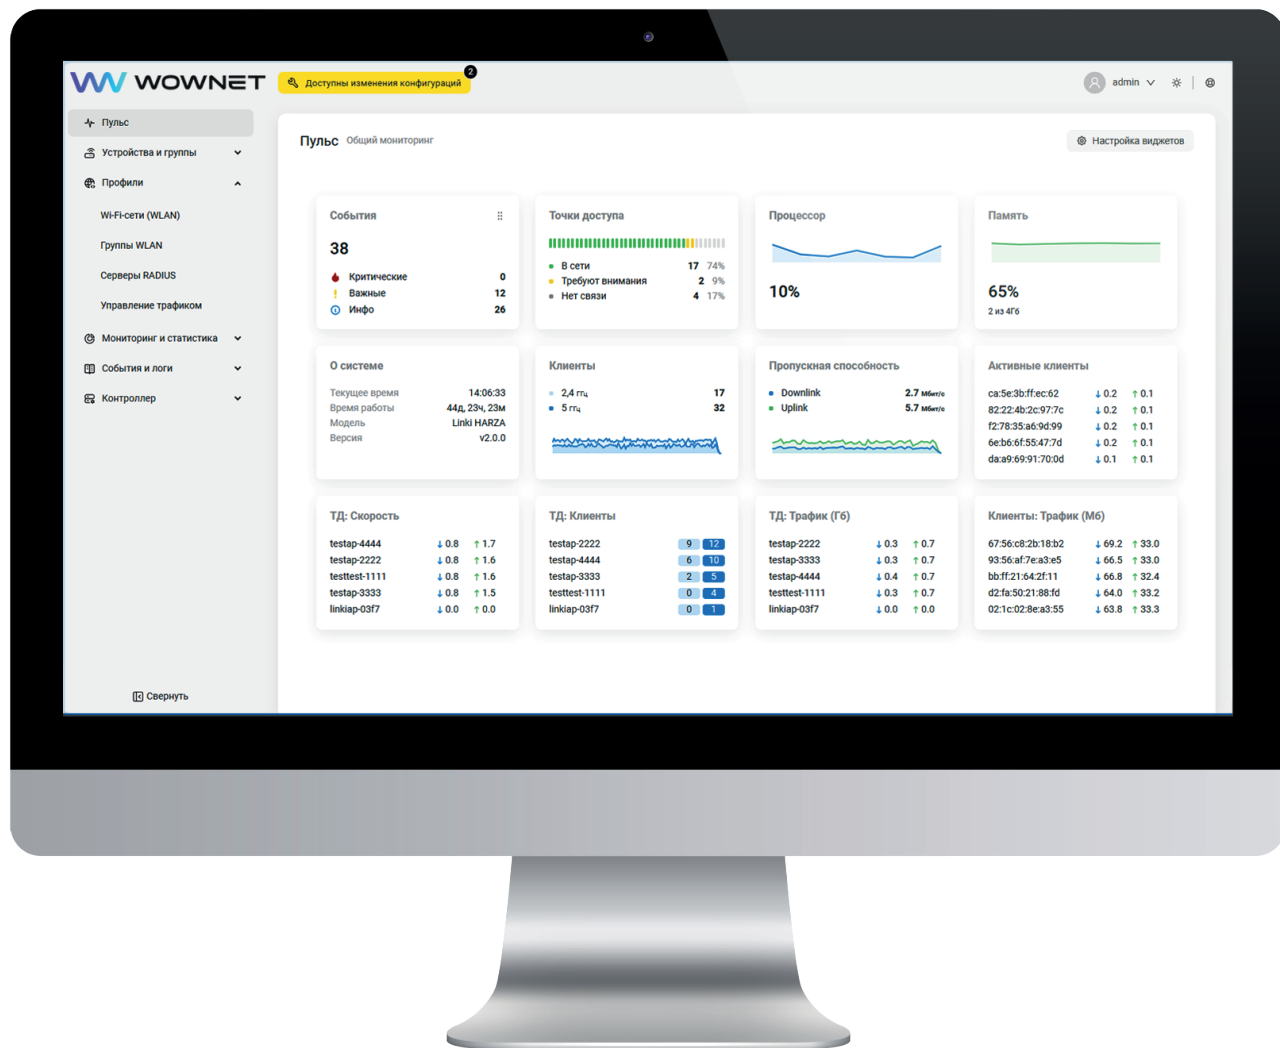 WOWNET
Доступны изменения конфигураций
2
admin
Пульс
Устройства и группы
Профили
Wi-Fi-сети (WLAN)
Группы WLAN
Серверы RADIUS
Управление трафиком
Мониторинг и статистика
События и логи
Контроллер
Свернуть
Пульс Общий мониторинг
Настройка виджетов
События
38
Критические 0
Важные 12
Инфо 26
Точки доступа
В сети 17 74%
Требуют внимания 2 9%
Нет связи 4 17%
Процессор
10%
Память
65%
2 из 4Гб
О системе
Текущее время 14:06:33
Время работы 44д, 23ч, 23м
Модель Linki HARZA
Версия v2.0.0
Клиенты
2,4 ггц 17
5 ггц 32
Пропускная способность
Downlink 2.7 Мбит/с
Uplink 5.7 Мбит/с
Активные клиенты
ca:5e:3b:ff:ec:62 ↓ 0.2 ↑ 0.1
82:22:4b:2c:97:7c ↓ 0.2 ↑ 0.1
f2:78:35:a6:9d:99 ↓ 0.2 ↑ 0.1
6e:b6:6f:55:47:7d ↓ 0.2 ↑ 0.1
da:a9:69:91:70:0d ↓ 0.1 ↑ 0.1
ТД: Скорость
testap-4444 ↓ 0.8 ↑ 1.7
testap-2222 ↓ 0.8 ↑ 1.6
testtest-1111 ↓ 0.8 ↑ 1.6
testap-3333 ↓ 0.8 ↑ 1.5
linkiap-03f7 ↓ 0.0 ↑ 0.0
ТД: Клиенты
testap-2222 9 12
testap-4444 6 10
testap-3333 2 5
testtest-1111 0 4
linkiap-03f7 0 1
ТД: Трафик (Гб)
testap-2222 ↓ 0.3 ↑ 0.7
testap-3333 ↓ 0.3 ↑ 0.7
testap-4444 ↓ 0.4 ↑ 0.7
testtest-1111 ↓ 0.3 ↑ 0.7
linkiap-03f7 ↓ 0.0 ↑ 0.0
Клиенты: Трафик (Мб)
67:56:c8:2b:18:b2 ↓ 69.2 ↑ 33.0
93:56:af:7e:a3:e5 ↓ 66.5 ↑ 33.0
bb:ff:21:64:2f:11 ↓ 66.8 ↑ 32.4
d2:fa:50:21:88:fd ↓ 64.0 ↑ 33.2
02:1c:02:8e:a3:55 ↓ 63.8 ↑ 33.3